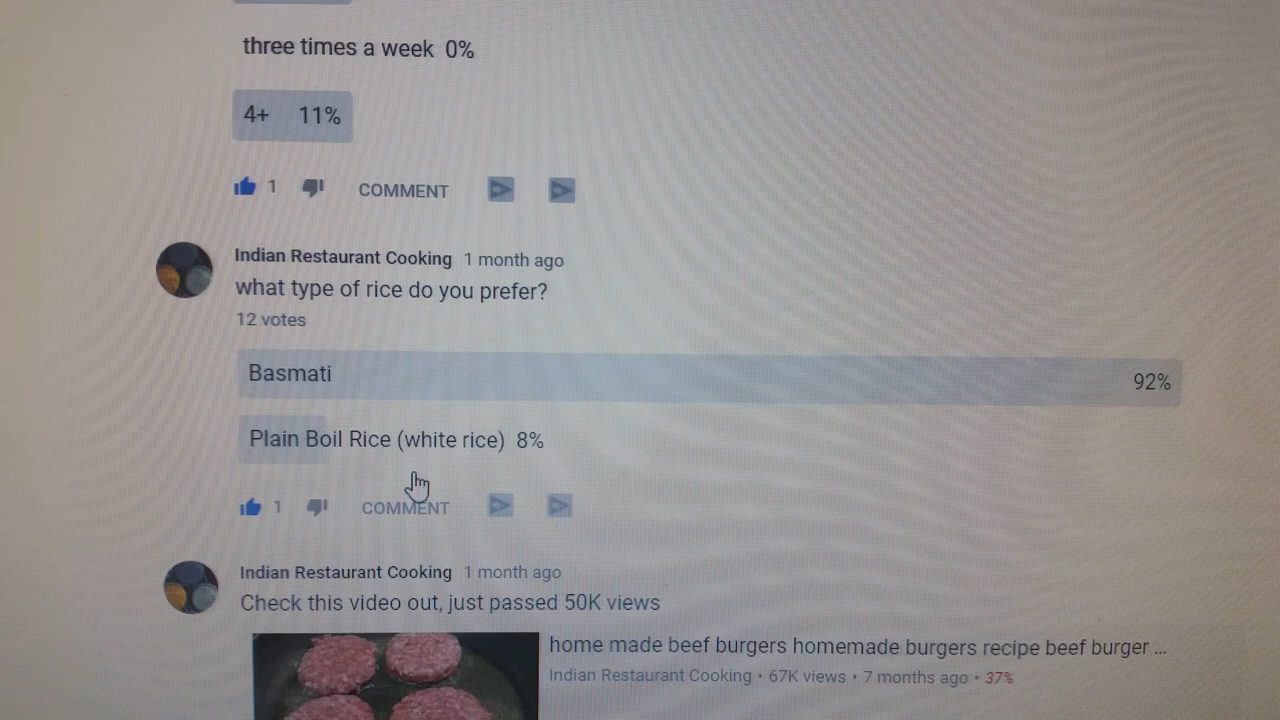 three times a week 0%
4+ 11%
1 COMMENT
Indian Restaurant Cooking 1 month ago
what type of rice do you prefer?
12 votes
Basmati 92%
Plain Boil Rice (white rice) 8%
1 COMMENT
Indian Restaurant Cooking 1 month ago
Check this video out, just passed 50K views
home made beef burgers homemade burgers recipe beef burger ...
Indian Restaurant Cooking • 67K views • 7 months ago • 37%